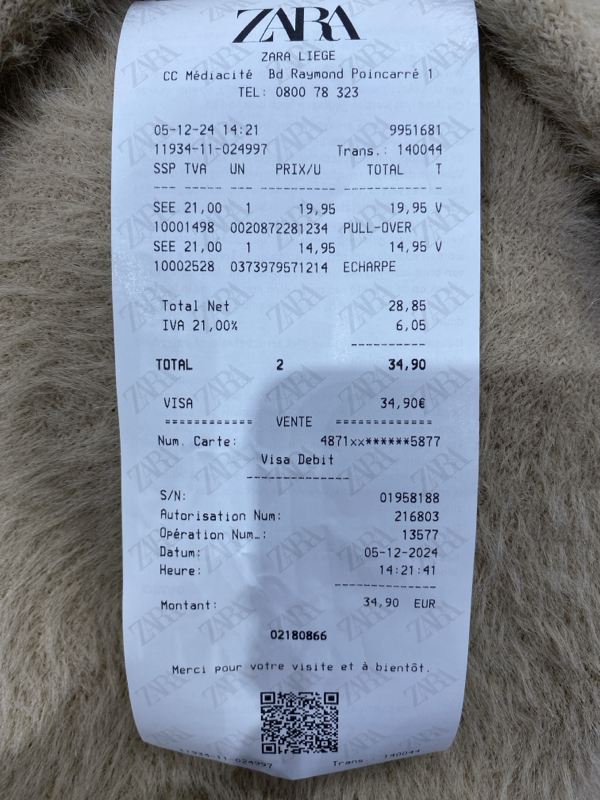 ZARA
ZARA LIEGE
CC Médiacité Bd Raymond Poincarré 1
TEL: 0800 78 323
05-12-24 14:21 9951681
11934-11-024997 Trans.: 140044
SSP TVA UN PRIX/U TOTAL T
--- --- --- --------- ---------- ---
SEE 21,00 1 19,95 19,95 V
10001498 0020872281234 PULL-OVER
SEE 21,00 1 14,95 14,95 V
10002528 0373979571214 ECHARPE
Total Net 28,85
IVA 21,00% 6,05
----------
TOTAL 2 34,90
VISA 34,90€
============ VENTE =============
Num. Carte: 4871xx******5877
Visa Debit
--------------
S/N: 01958188
Autorisation Num: 216803
Opération Num.: 13577
Datum: 05-12-2024
Heure: 14:21:41
--------------
Montant: 34,90 EUR
02180866
Merci pour votre visite et à bientôt.
11934-11-024997 Trans.: 140044